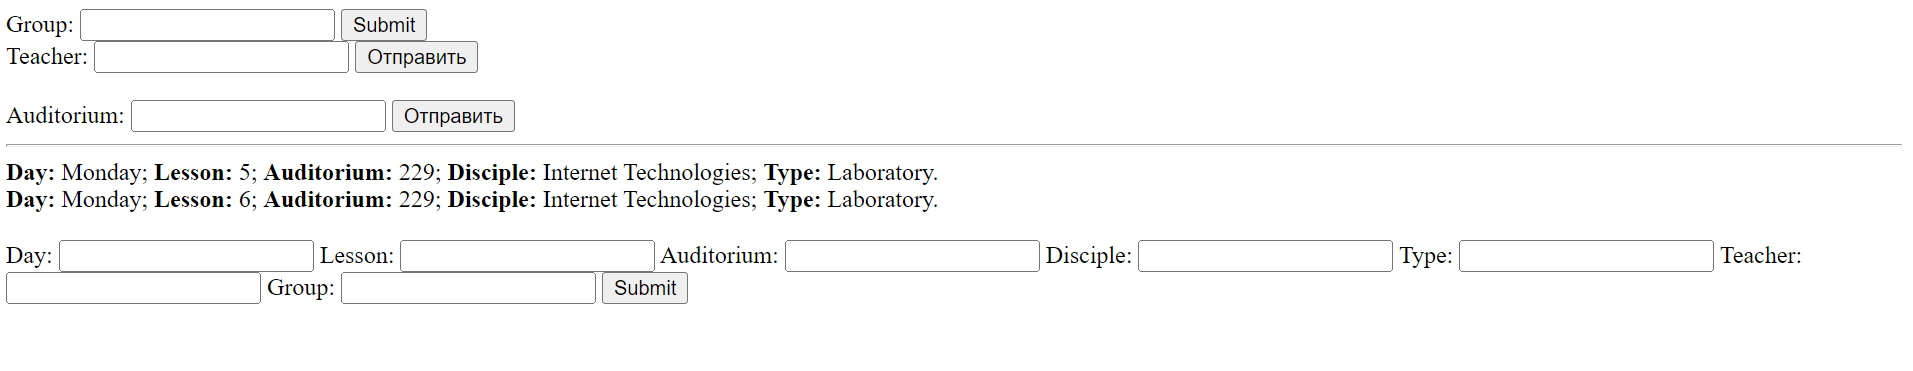 Group: Submit
Teacher: Отправить
Auditorium: Отправить
Day: Monday; Lesson: 5; Auditorium: 229; Disciple: Internet Technologies; Type: Laboratory.
Day: Monday; Lesson: 6; Auditorium: 229; Disciple: Internet Technologies; Type: Laboratory.
Day: Lesson: Auditorium: Disciple: Type: Teacher:
Group: Submit